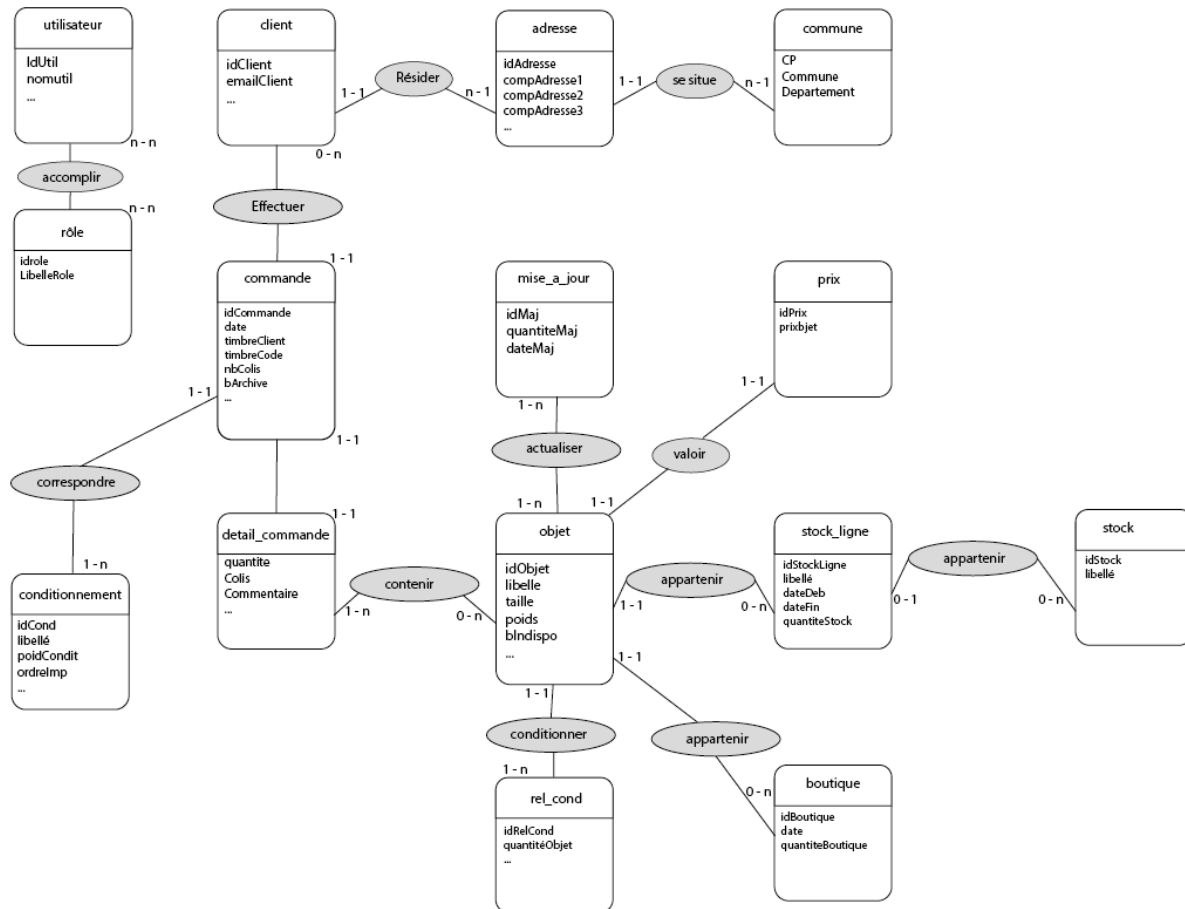 utilisateur
IdUtil
nomutil
...
n - n
accomplir
n - n
rôle
idrole
LibelleRole
client
idClient
emailClient
...
1 - 1
Résider
n - 1
adresse
idAdresse
compAdresse1
compAdresse2
compAdresse3
...
1 - 1
se situe
n - 1
commune
CP
Commune
Departement
0 - n
Effectuer
1 - 1
commande
idCommande
date
timbreClient
timbreCode
nbColis
bArchive
...
1 - 1
correspondre
1 - n
conditionnement
idCond
libellé
poidCondit
ordreImp
...
1 - 1
1 - 1
detail_commande
quantite
Colis
Commentaire
...
1 - n
contenir
0 - n
mise_a_jour
idMaj
quantiteMaj
dateMaj
1 - n
actualiser
1 - n
prix
idPrix
prixbjet
1 - 1
valoir
1 - 1
objet
idObjet
libelle
taille
poids
bIndispo
...
1 - 1
appartenir
0 - n
stock_ligne
idStockLigne
libellé
dateDeb
dateFin
quantiteStock
0 - 1
appartenir
0 - n
stock
idStock
libellé
1 - 1
conditionner
1 - n
rel_cond
idRelCond
quantitéObjet
...
1 - 1
appartenir
0 - n
boutique
idBoutique
date
quantiteBoutique